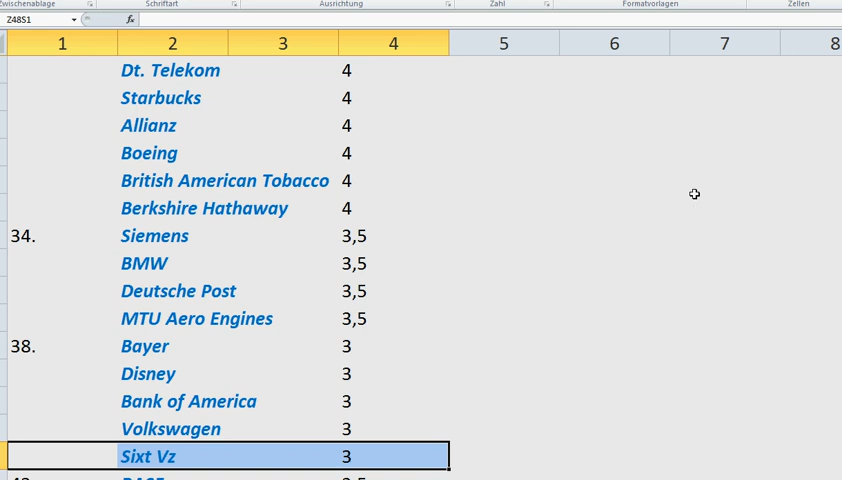 Zwischenablage Schriftart Ausrichtung Zahl Formatvorlagen Zellen
Z48S1 fx
1 2 3 4 5 6 7 8
Dt. Telekom 4
Starbucks 4
Allianz 4
Boeing 4
British American Tobacco 4
Berkshire Hathaway 4
34. Siemens 3,5
BMW 3,5
Deutsche Post 3,5
MTU Aero Engines 3,5
38. Bayer 3
Disney 3
Bank of America 3
Volkswagen 3
Sixt Vz 3